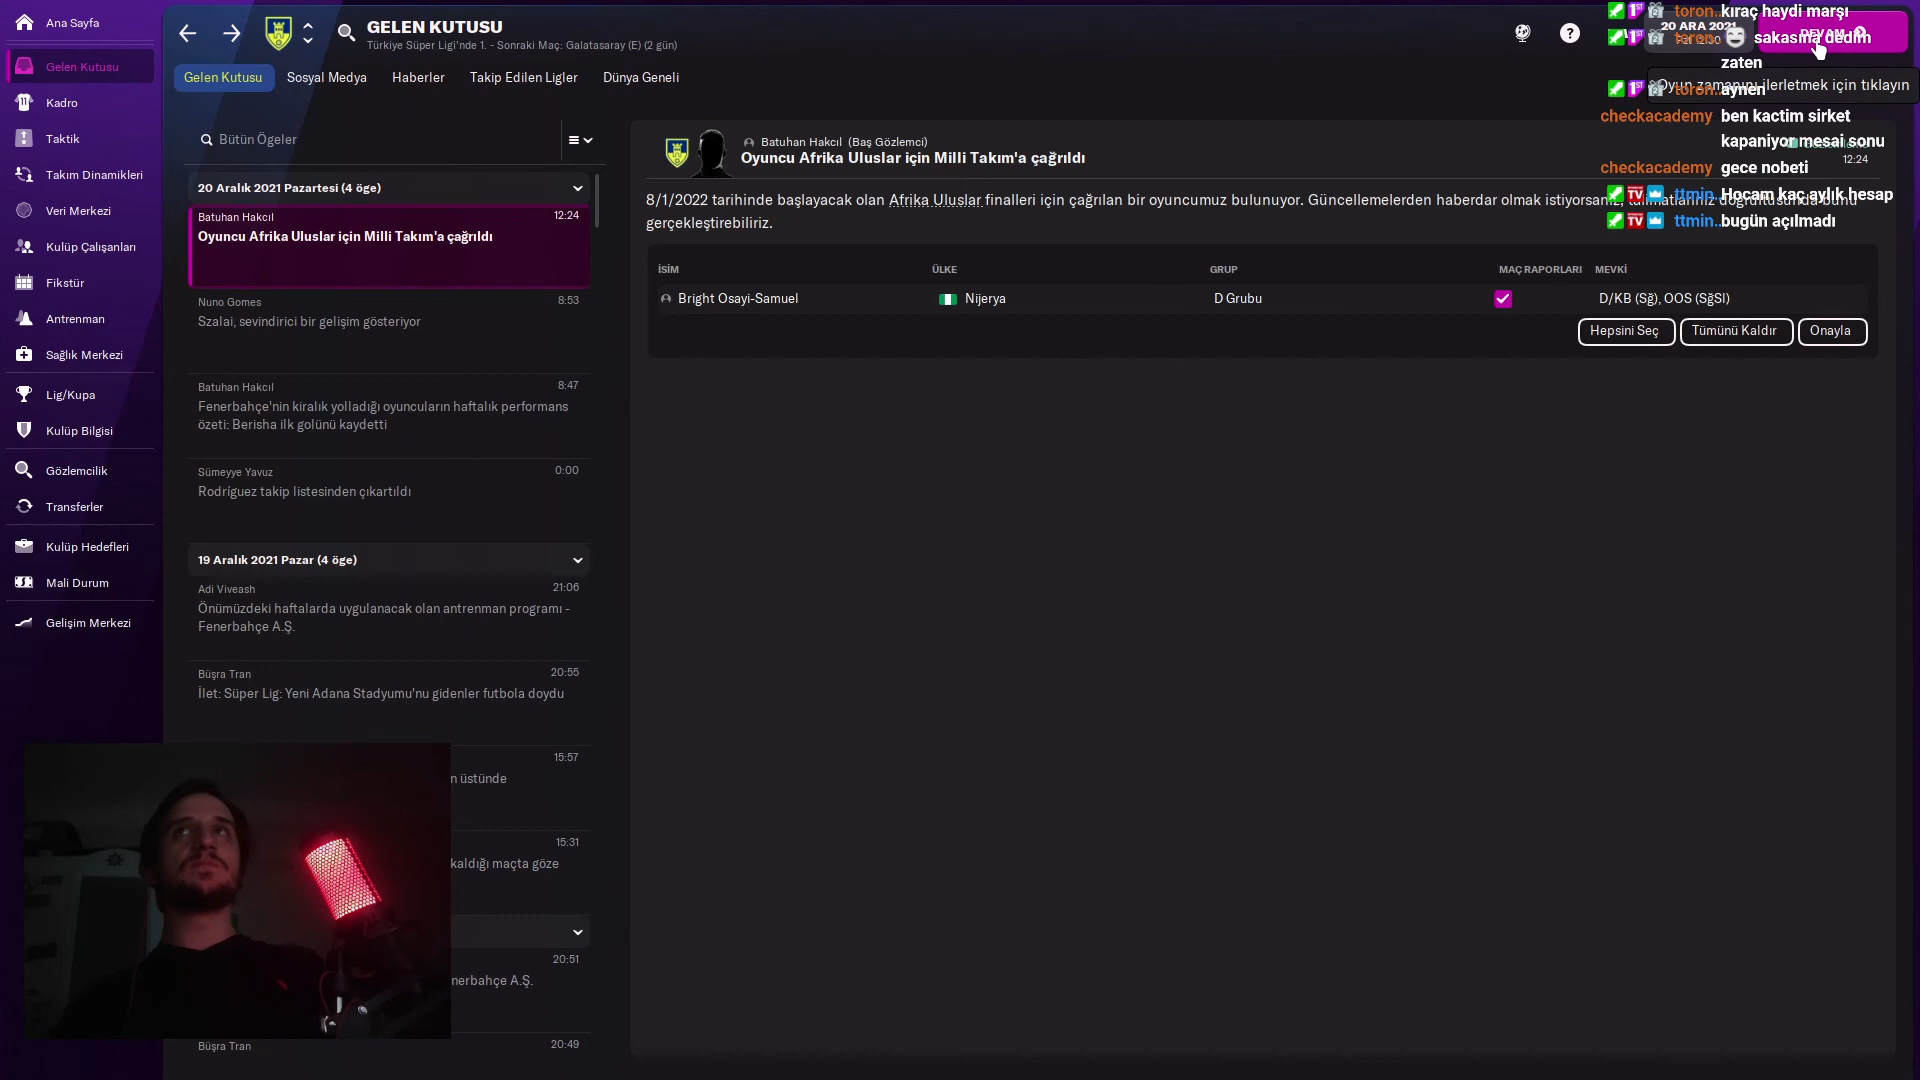 Ana Sayfa
Gelen Kutusu
Kadro
Taktik
Takım Dinamikleri
Veri Merkezi
Kulüp Çalışanları
Fikstür
Antrenman
Sağlık Merkezi
Lig/Kupa
Kulüp Bilgisi
Gözlemcilik
Transferler
Kulüp Hedefleri
Mali Durum
Gelişim Merkezi
GELEN KUTUSU
Türkiye Süper Ligi'nde 1. - Sonraki Maç: Galatasaray (E) (2 gün)
Gelen Kutusu Sosyal Medya Haberler Takip Edilen Ligler Dünya Geneli
Bütün Ögeler
20 Aralık 2021 Pazartesi (4 öge)
Batuhan Hakcıl 12:24
Oyuncu Afrika Uluslar için Milli Takım'a çağrıldı
Nuno Gomes 8:53
Szalai, sevindirici bir gelişim gösteriyor
Batuhan Hakcıl 8:47
Fenerbahçe'nin kiralık yolladığı oyuncuların haftalık performans
özeti: Berisha ilk golünü kaydetti
Sümeyye Yavuz 0:00
Rodríguez takip listesinden çıkartıldı
19 Aralık 2021 Pazar (4 öge)
Adi Viveash 21:06
Önümüzdeki haftalarda uygulanacak olan antrenman programı -
Fenerbahçe A.Ş.
Büşra Tran 20:55
İlet: Süper Lig: Yeni Adana Stadyumu'nu gidenler futbola doydu
15:57
n üstünde
15:31
kaldığı maçta göze
20:51
nerbahçe A.Ş.
Büşra Tran 20:49
Batuhan Hakcıl (Baş Gözlemci)
Oyuncu Afrika Uluslar için Milli Takım'a çağrıldı
12:24
8/1/2022 tarihinde başlayacak olan Afrika Uluslar finalleri için çağrılan bir oyuncumuz bulunuyor. Güncellemelerden haberdar olmak istiyorsanız, talimatlarınız doğrultusunda bunu
gerçekleştirebiliriz.
İSİM ÜLKE GRUP MAÇ RAPORLARI MEVKİ
Bright Osayi-Samuel Nijerya D Grubu D/KB (Sğ), OOS (SğSl)
Hepsini Seç Tümünü Kaldır Onayla
20 ARA 2021
DEVAM
Oyun zamanını ilerletmek için tıklayın
toron.. kıraç haydi marşı
toron.. sakasına dedim
zaten
toron.. aynen
checkacademy ben kactim sirket
kapaniyor mesai sonu
checkacademy gece nobeti
ttmin.. Hocam kaç aylık hesap
ttmin.. bugün açılmadı